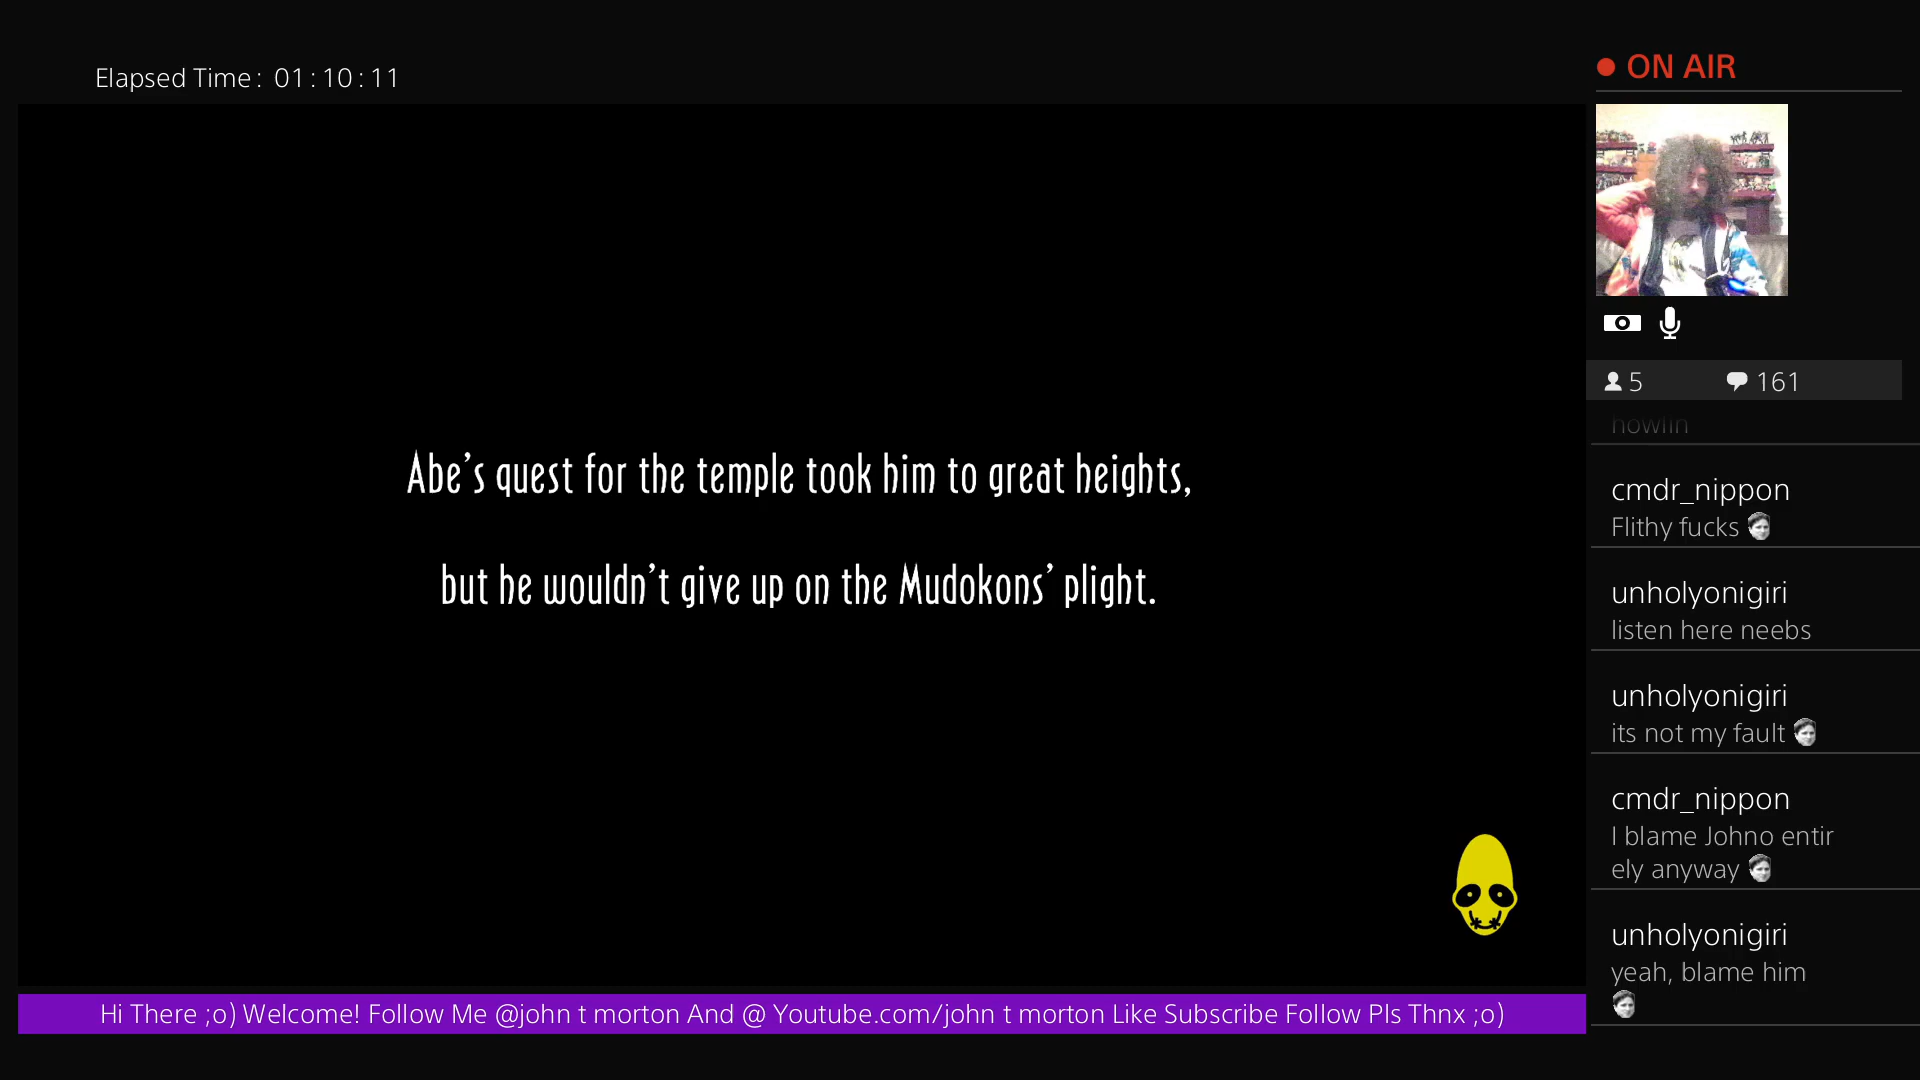 Elapsed Time: 01:10:11
ON AIR
5
161
howlin
Abe's quest for the temple took him to great heights,
but he wouldn't give up on the Mudokons' plight.
cmdr_nippon
Flithy fucks
unholyonigiri
listen here neebs
unholyonigiri
its not my fault
cmdr_nippon
I blame Johno entir
ely anyway
unholyonigiri
yeah, blame him
Hi There ;o) Welcome! Follow Me @john t morton And @ Youtube.com/john t morton Like Subscribe Follow Pls Thnx ;o)